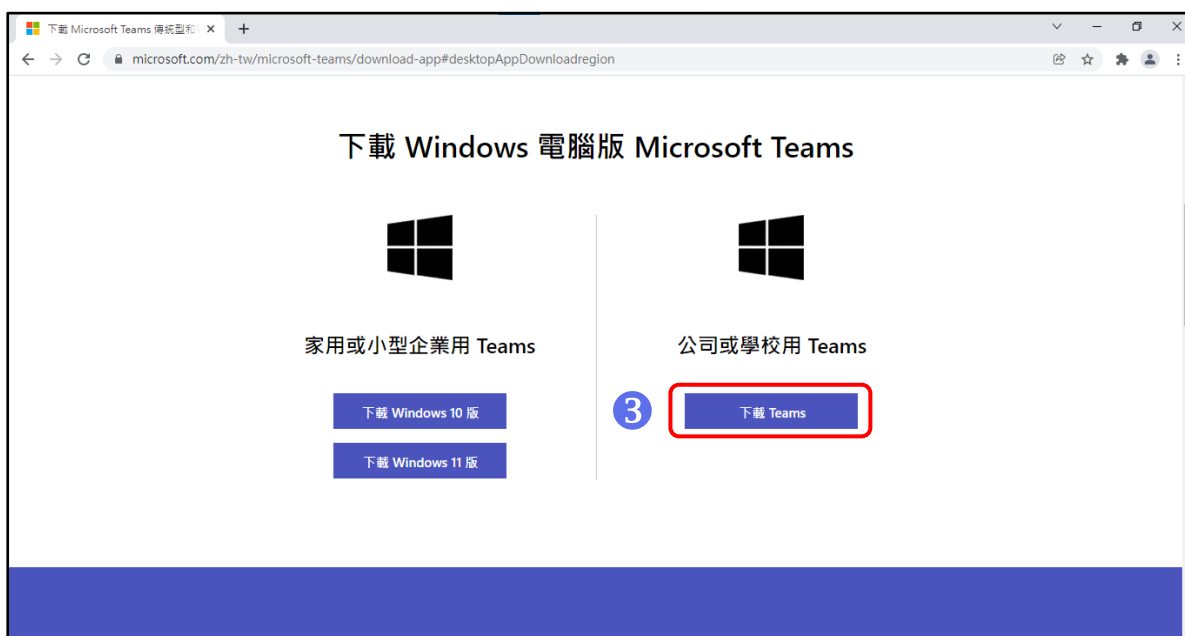 下載 Microsoft Teams 傳統型和
microsoft.com/zh-tw/microsoft-teams/download-app#desktopAppDownloadregion
下載 Windows 電腦版 Microsoft Teams
家用或小型企業用 Teams
下載 Windows 10 版
下載 Windows 11 版
公司或學校用 Teams
3
下載 Teams